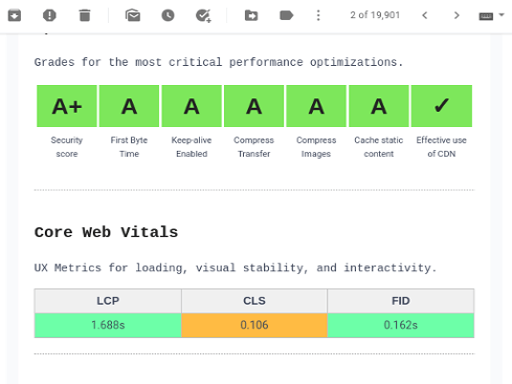 2 of 19,901
Grades for the most critical performance optimizations.
A+ A A A A A ✓
Security score
First Byte Time
Keep-alive Enabled
Compress Transfer
Compress Images
Cache static content
Effective use of CDN
Core Web Vitals
UX Metrics for loading, visual stability, and interactivity.
LCP CLS FID
1.688s 0.106 0.162s